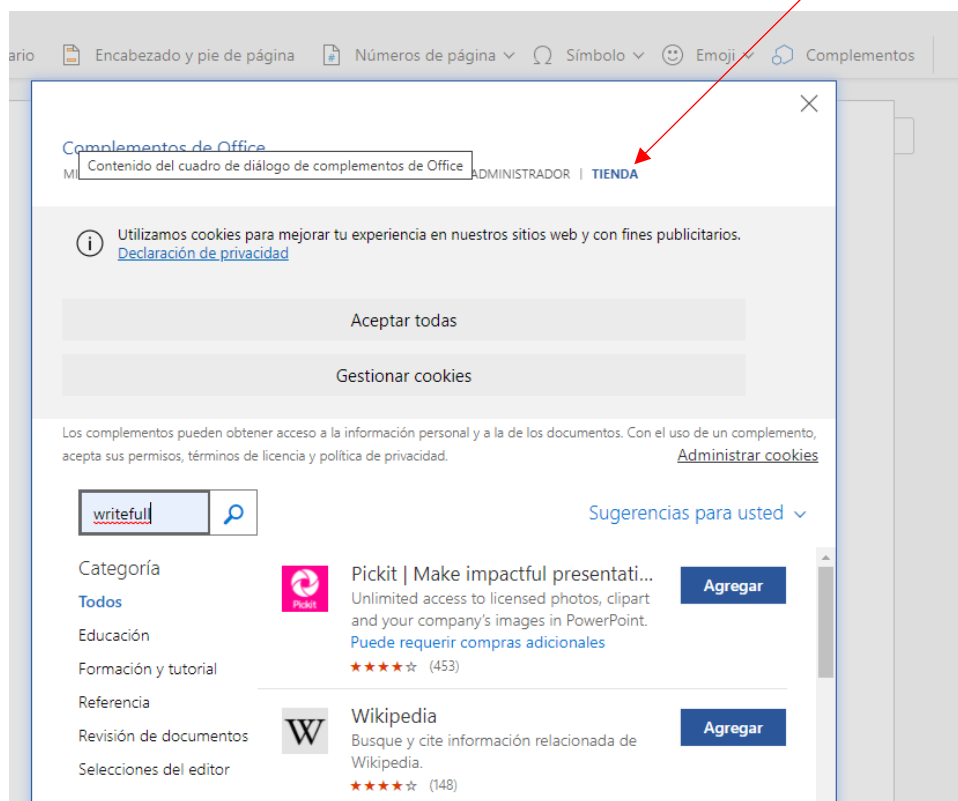 ario Encabezado y pie de página # Números de página Símbolo Emoji Complementos
Complementos de Office
Contenido del cuadro de diálogo de complementos de Office
MI ADMINISTRADOR | TIENDA
Utilizamos cookies para mejorar tu experiencia en nuestros sitios web y con fines publicitarios.
Declaración de privacidad
Aceptar todas
Gestionar cookies
Los complementos pueden obtener acceso a la información personal y a la de los documentos. Con el uso de un complemento,
acepta sus permisos, términos de licencia y política de privacidad. Administrar cookies
writefull Sugerencias para usted
Categoría
Todos
Educación
Formación y tutorial
Referencia
Revisión de documentos
Selecciones del editor
Pickit
Pickit | Make impactful presentati... Agregar
Unlimited access to licensed photos, clipart
and your company's images in PowerPoint.
Puede requerir compras adicionales
★★★★☆ (453)
W
Wikipedia Agregar
Busque y cite información relacionada de
Wikipedia.
★★★★☆ (148)